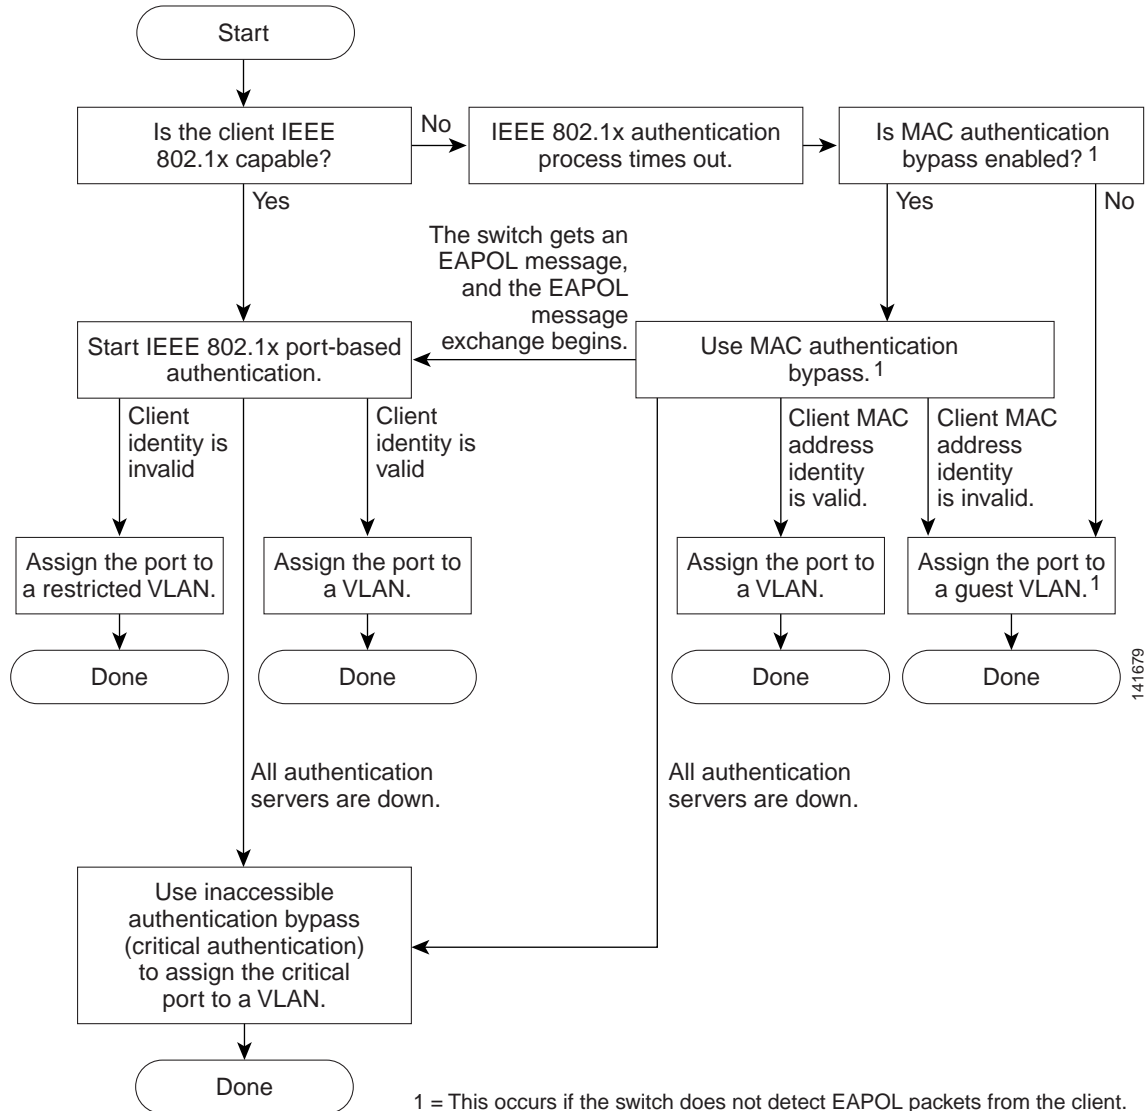 Start
Is the client IEEE
802.1x capable?
No
IEEE 802.1x authentication
process times out.
Is MAC authentication
bypass enabled? 1
Yes
Yes
No
The switch gets an
EAPOL message,
and the EAPOL
message
exchange begins.
Start IEEE 802.1x port-based
authentication.
Use MAC authentication
bypass. 1
Client
identity is
invalid
Client
identity is
valid
Client MAC
address
identity
is valid.
Client MAC
address
identity
is invalid.
Assign the port to
a restricted VLAN.
Assign the port to
a VLAN.
Assign the port to
a VLAN.
Assign the port to
a guest VLAN. 1
Done
Done
Done
Done
141679
All authentication
servers are down.
All authentication
servers are down.
Use inaccessible
authentication bypass
(critical authentication)
to assign the critical
port to a VLAN.
Done
1 = This occurs if the switch does not detect EAPOL packets from the client.